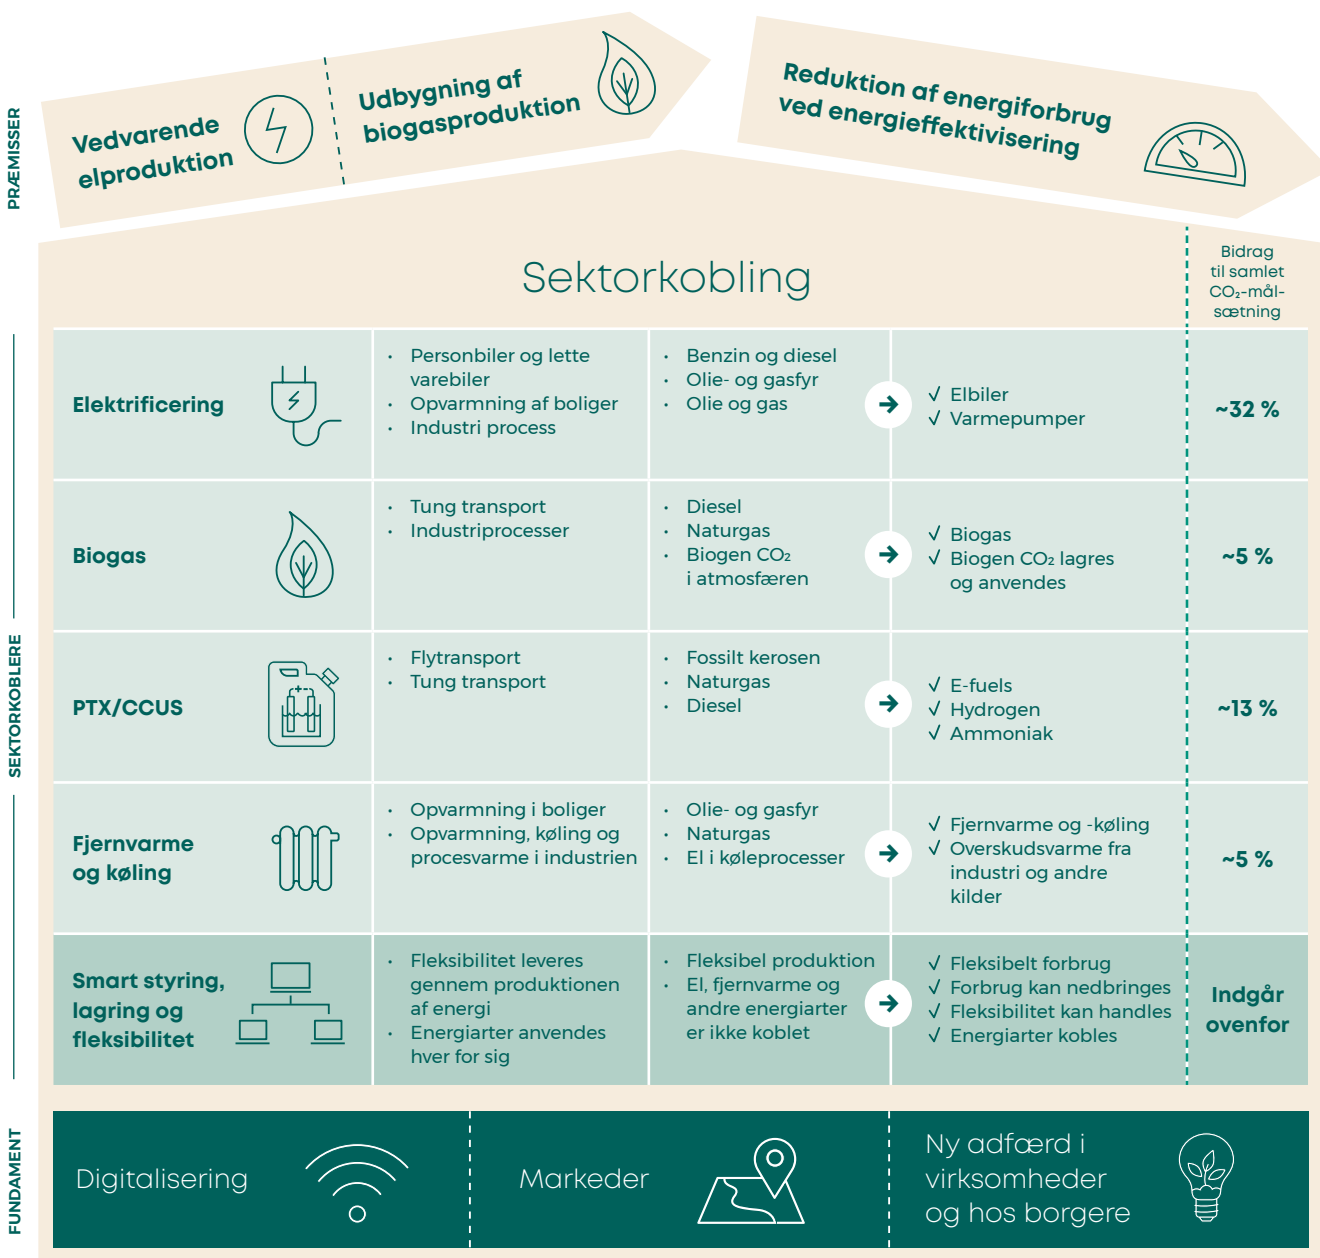 PRÆMISSER
Vedvarende
elproduktion
Udbygning af
biogasproduktion
Reduktion af energiforbrug
ved energieffektivisering
Sektorkobling
Bidrag
til samlet
CO₂-mål-
sætning
SEKTORKOBLERE
Elektrificering
• Personbiler og lette
varebiler
• Opvarmning af boliger
• Industri process
• Benzin og diesel
• Olie- og gasfyr
• Olie og gas
✓ Elbiler
✓ Varmepumper
~32 %
Biogas
• Tung transport
• Industriprocesser
• Diesel
• Naturgas
• Biogen CO₂
i atmosfæren
✓ Biogas
✓ Biogen CO₂ lagres
og anvendes
~5 %
PTX/CCUS
• Flytransport
• Tung transport
• Fossilt kerosen
• Naturgas
• Diesel
✓ E-fuels
✓ Hydrogen
✓ Ammoniak
~13 %
Fjernvarme
og køling
• Opvarmning i boliger
• Opvarmning, køling og
procesvarme i industrien
• Olie- og gasfyr
• Naturgas
• El i køleprocesser
✓ Fjernvarme og -køling
✓ Overskudsvarme fra
industri og andre
kilder
~5 %
Smart styring,
lagring og
fleksibilitet
• Fleksibilitet leveres
gennem produktionen
af energi
• Energiarter anvendes
hver for sig
• Fleksibel produktion
• El, fjernvarme og
andre energiarter
er ikke koblet
✓ Fleksibelt forbrug
✓ Forbrug kan nedbringes
✓ Fleksibilitet kan handles
✓ Energiarter kobles
Indgår
ovenfor
FUNDAMENT
Digitalisering
Markeder
Ny adfærd i
virksomheder
og hos borgere